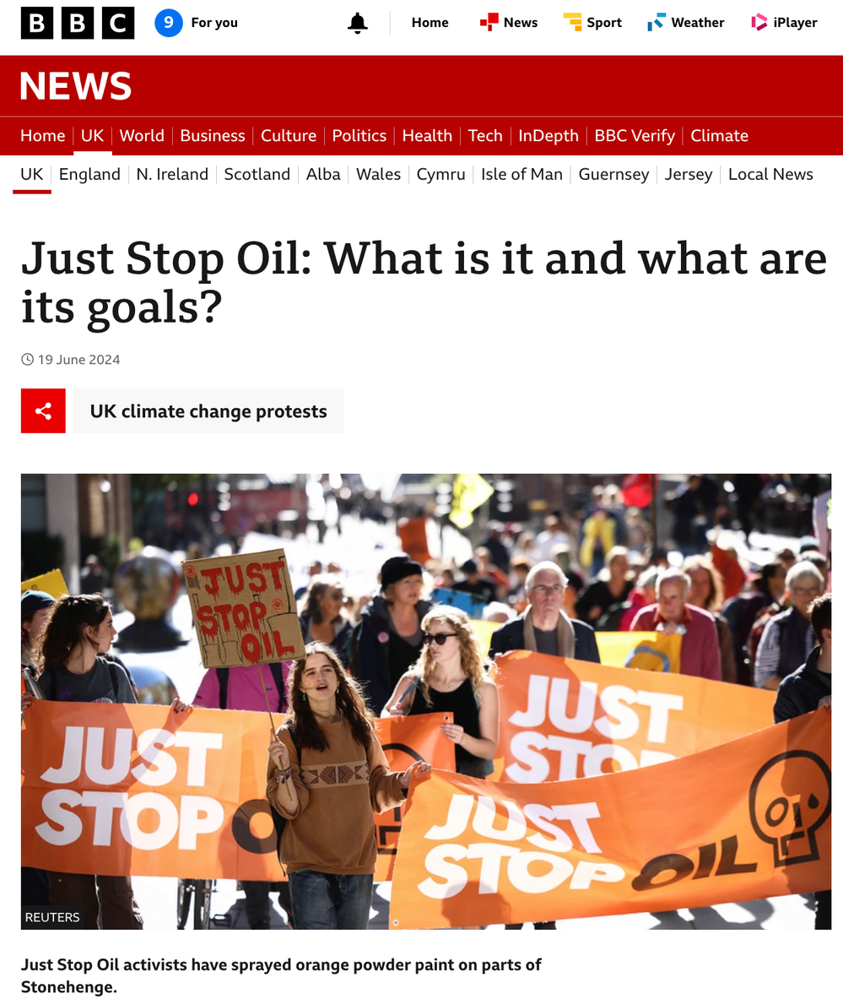 BBC
9
For you
Home
News
Sport
Weather
iPlayer
NEWS
Home
UK
World
Business
Culture
Politics
Health
Tech
InDepth
BBC Verify
Climate
UK
England
N. Ireland
Scotland
Alba
Wales
Cymru
Isle of Man
Guernsey
Jersey
Local News
Just Stop Oil: What is it and what are
its goals?
19 June 2024
UK climate change protests
JUST
STOP
OIL
JUST
STOP O
JUST
STOP
JUST
STOP OIL
OIL
REUTERS
Just Stop Oil activists have sprayed orange powder paint on parts of
Stonehenge.